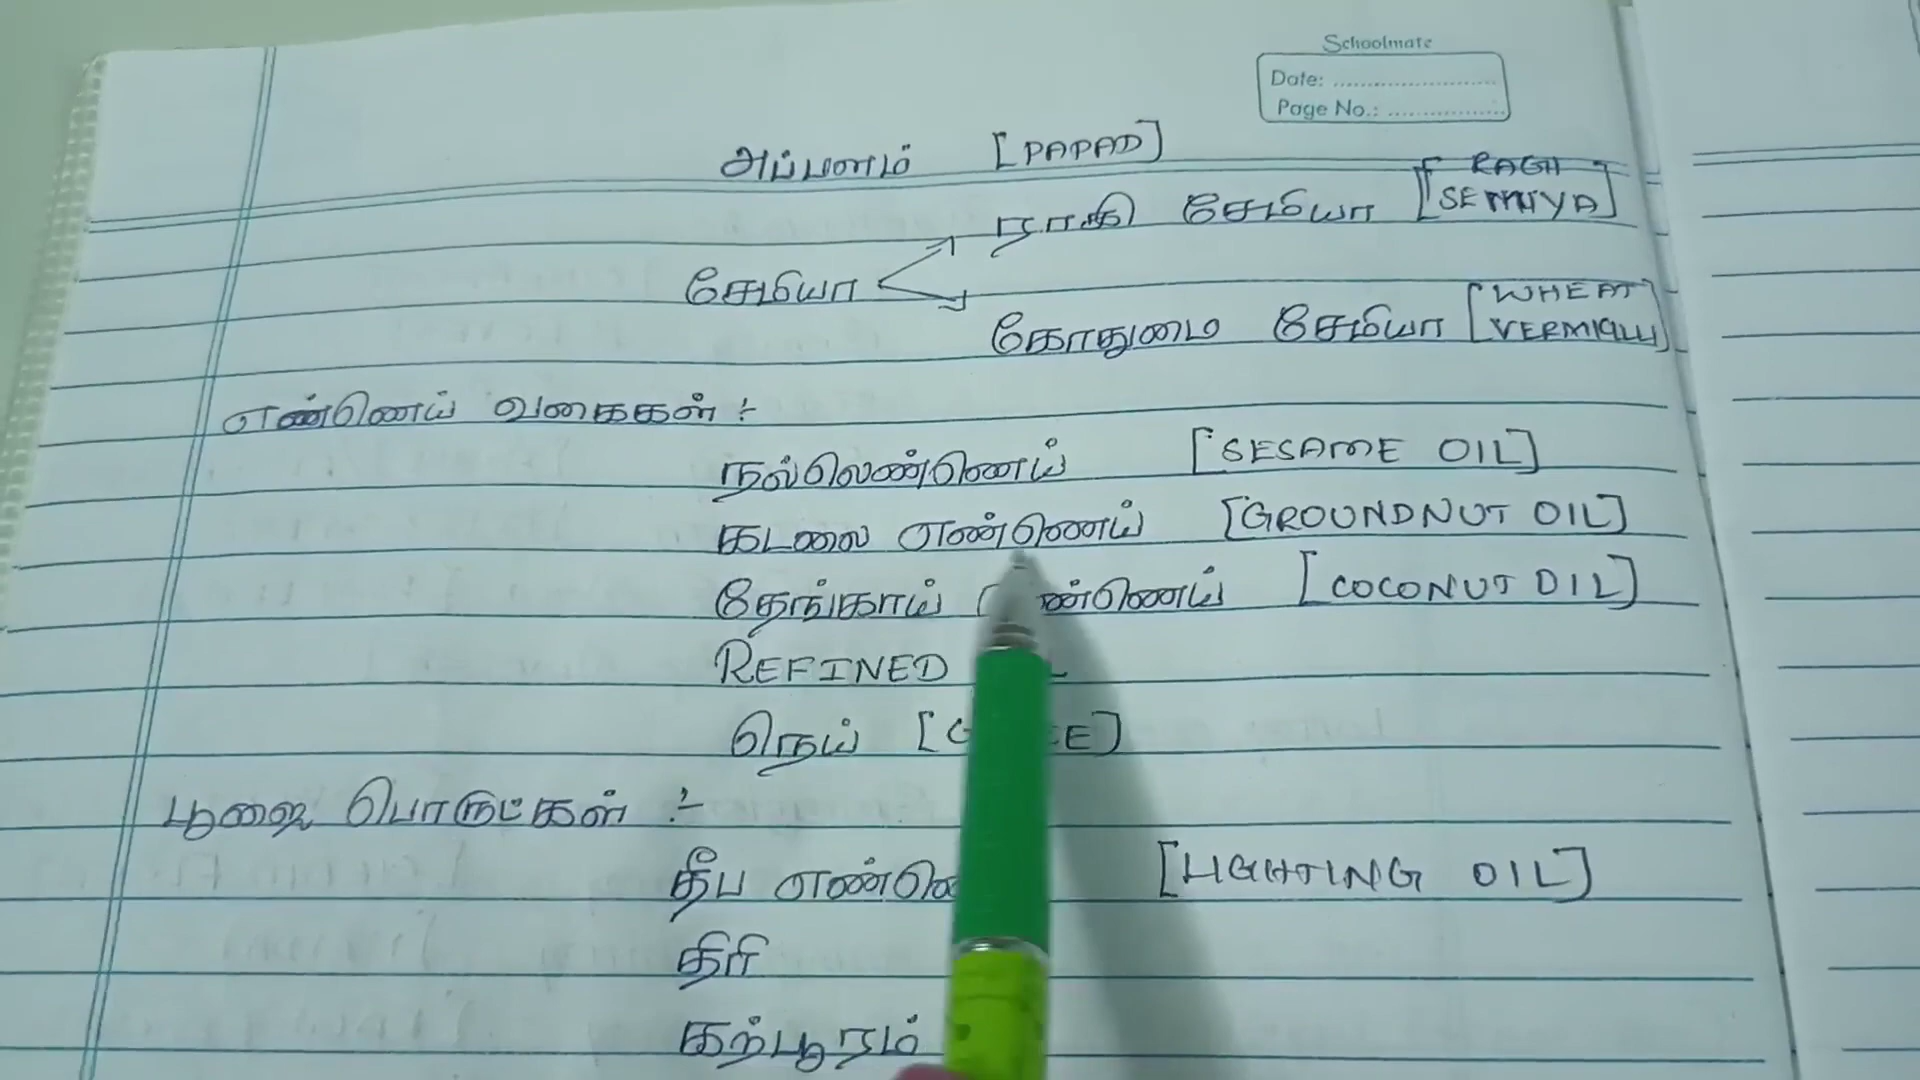 Schoolmate
Date:
Page No.:
அப்பளம் [PAPAD]
ராகி சேமியா [RAGI SEMIYA]
சேமியா
கோதுமை சேமியா [WHEAT VERMICILLI]
எண்ணெய் வகைகள் :-
நல்லெண்ணெய் [SESAME OIL]
கடலை எண்ணெய் [GROUNDNUT OIL]
தேங்காய் எண்ணெய் [COCONUT OIL]
REFINED
நெய்
பூஜை பொருட்கள் :-
தீப [LIGHTING OIL]
திரி
கற்பூரம்